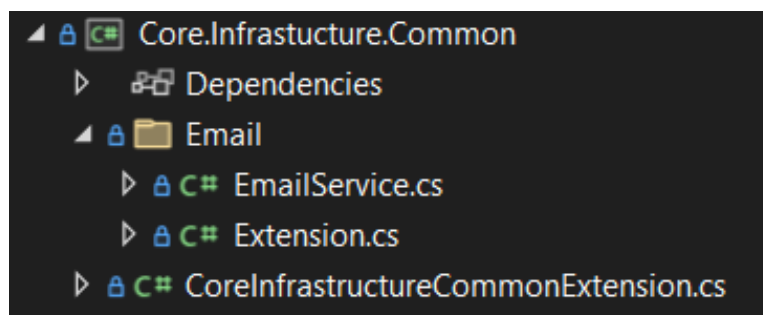 C# Core.Infrastucture.Common
Dependencies
Email
C# EmailService.cs
C# Extension.cs
C# CoreInfrastructureCommonExtension.cs